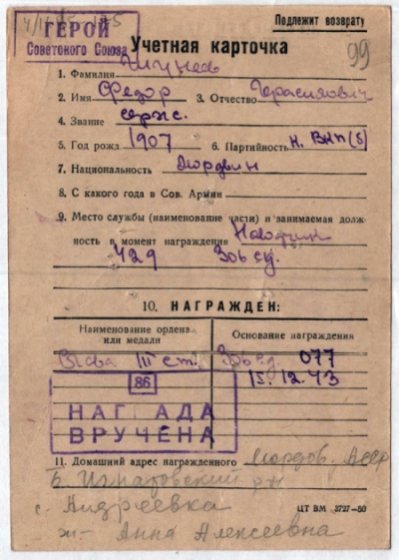 Подлежит возврату
ГЕРОЙ
Советского Союза
Учетная карточка
99
1. Фамилия
2. Имя Федор 3. Отчество Герасимович
4. Звание серж.
5. Год рожд 1907 6. Партийность к. ВКП(б)
7. Национальность Мордвин
8. С какого года в Сов. Армии
9. Место службы (наименование части) и занимаемая долж-
ность в момент награждения Наводчик
429
10. НАГРАЖДЕН:
Наименование ордена или медали
Основание награждения
Слава III ст. 077
15.12.43
86
НАГРАДА
ВРУЧЕНА
11. Домашний адрес награжденного Мордов. АССР
Б. Игнатовский р-н
с. Андреевка
ж- Анна Алексеевна
ЦТ ВМ 3727-50